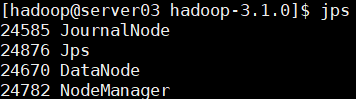 [hadoop@server03 hadoop-3.1.0]$ jps
24585 JournalNode
24876 Jps
24670 DataNode
24782 NodeManager